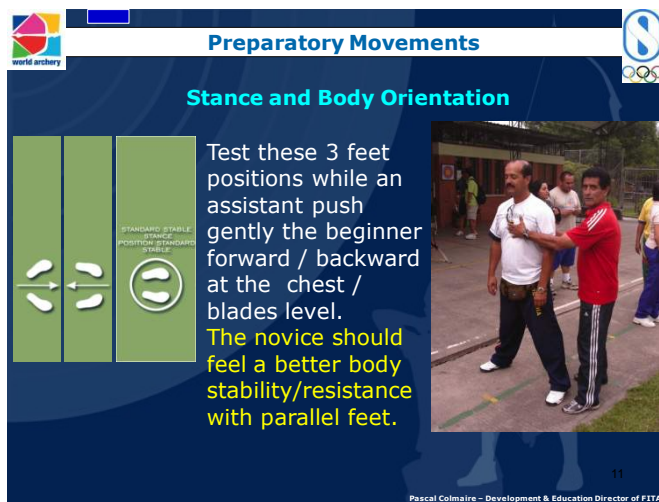 world archery
Preparatory Movements
Stance and Body Orientation
STANDARD STABLE
STANCE
POSITION STANDARD
STABLE
Test these 3 feet
positions while an
assistant push
gently the beginner
forward / backward
at the chest /
blades level.
The novice should
feel a better body
stability/resistance
with parallel feet.
11
Pascal Colmaire – Development & Education Director of FITA